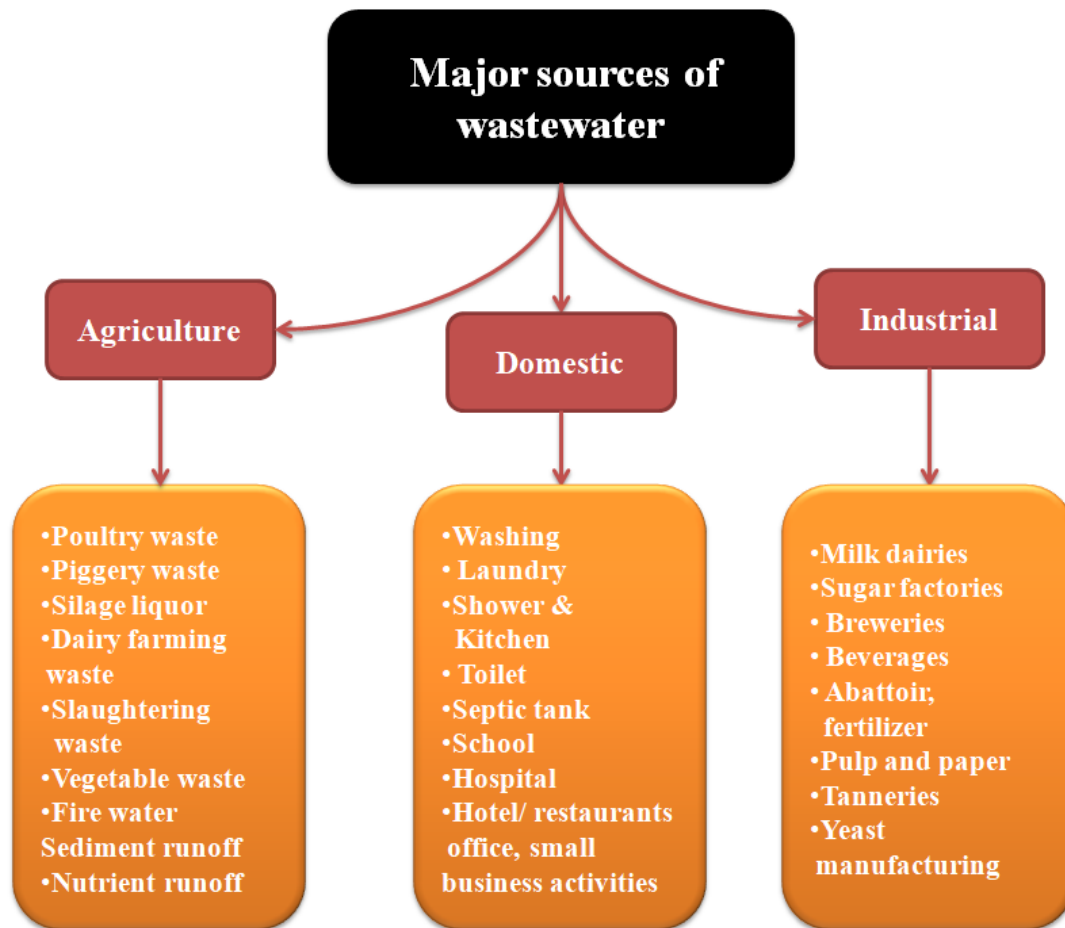 Major sources of
wastewater
Agriculture
Domestic
Industrial
•Poultry waste
•Piggery waste
•Silage liquor
•Dairy farming
waste
•Slaughtering
waste
•Vegetable waste
•Fire water
Sediment runoff
•Nutrient runoff
•Washing
• Laundry
•Shower &
Kitchen
• Toilet
•Septic tank
•School
•Hospital
•Hotel/ restaurants
office, small
business activities
•Milk dairies
•Sugar factories
• Breweries
• Beverages
• Abattoir,
fertilizer
•Pulp and paper
•Tanneries
•Yeast
manufacturing